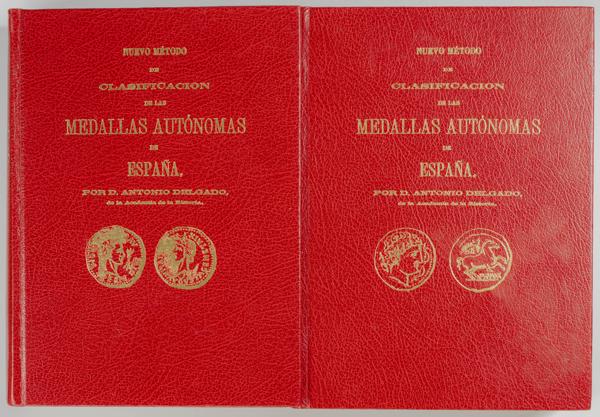 NUEVO MÉTODO
DE
CLASIFICACION
DE LAS
MEDALLAS AUTÓNOMAS
DE
ESPAÑA,
POR D. ANTONIO DELGADO,
de la Academia de la Historia.
NUEVO MÉTODO
DE
CLASIFICACION
DE LAS
MEDALLAS AUTÓNOMAS
DE
ESPAÑA,
POR D. ANTONIO DELGADO,
de la Academia de la Historia.